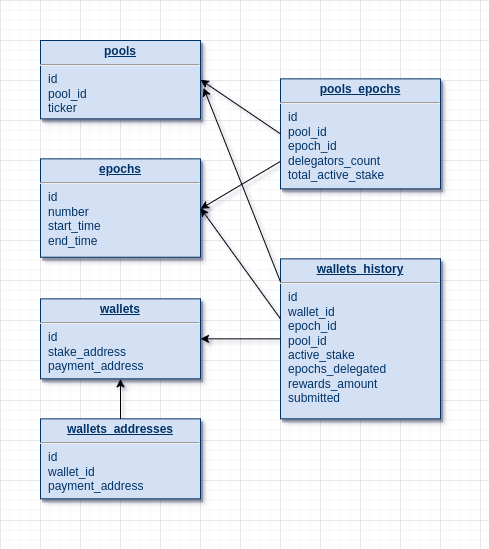 pools
id
pool_id
ticker
pools_epochs
id
pool_id
epoch_id
delegators_count
total_active_stake
epochs
id
number
start_time
end_time
wallets_history
id
wallet_id
epoch_id
pool_id
active_stake
epochs_delegated
rewards_amount
submitted
wallets
id
stake_address
payment_address
wallets_addresses
id
wallet_id
payment_address